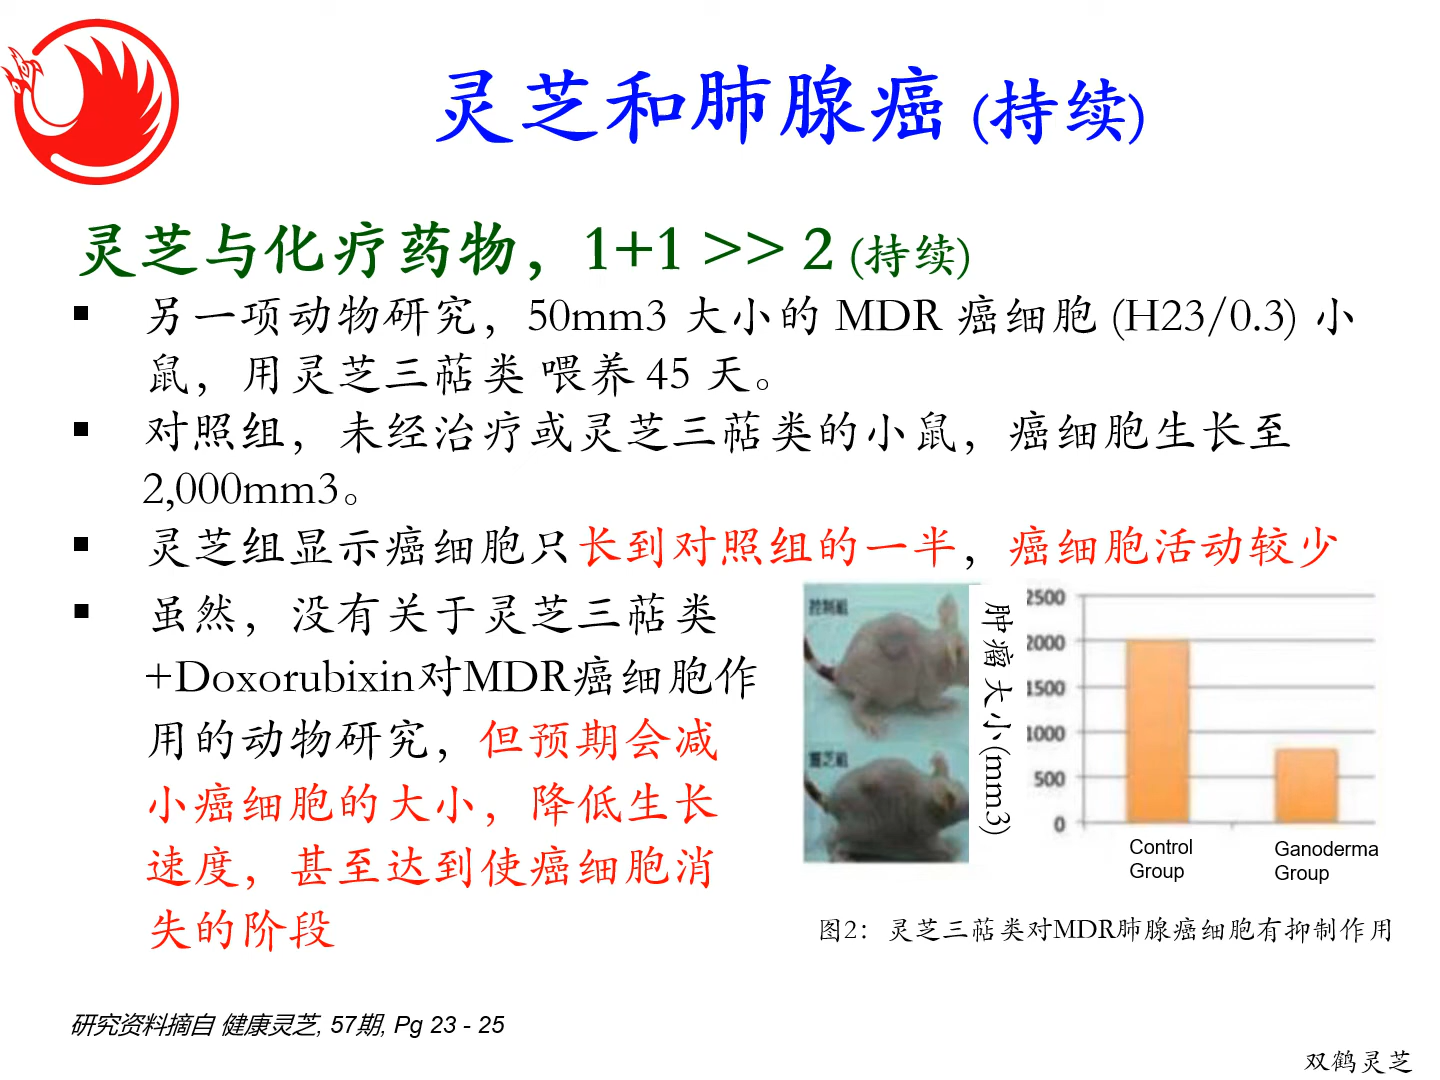 灵芝和肺腺癌 (持续)
灵芝与化疗药物，1+1 >> 2 (持续)
▪ 另一项动物研究，50mm3 大小的 MDR 癌细胞 (H23/0.3) 小
鼠，用灵芝三萜类 喂养 45 天。
▪ 对照组，未经治疗或灵芝三萜类的小鼠，癌细胞生长至
2,000mm3。
▪ 灵芝组显示癌细胞只长到对照组的一半，癌细胞活动较少
▪ 虽然，没有关于灵芝三萜类
+Doxorubixin对MDR癌细胞作
用的动物研究，但预期会减
小癌细胞的大小，降低生长
速度，甚至达到使癌细胞消
失的阶段
控制組
靈芝組
肿瘤大小(mm3)
2500
2000
1500
1000
500
0
Control
Group
Ganoderma
Group
图2：灵芝三萜类对MDR肺腺癌细胞有抑制作用
研究资料摘自 健康灵芝, 57期, Pg 23 - 25
双鹤灵芝